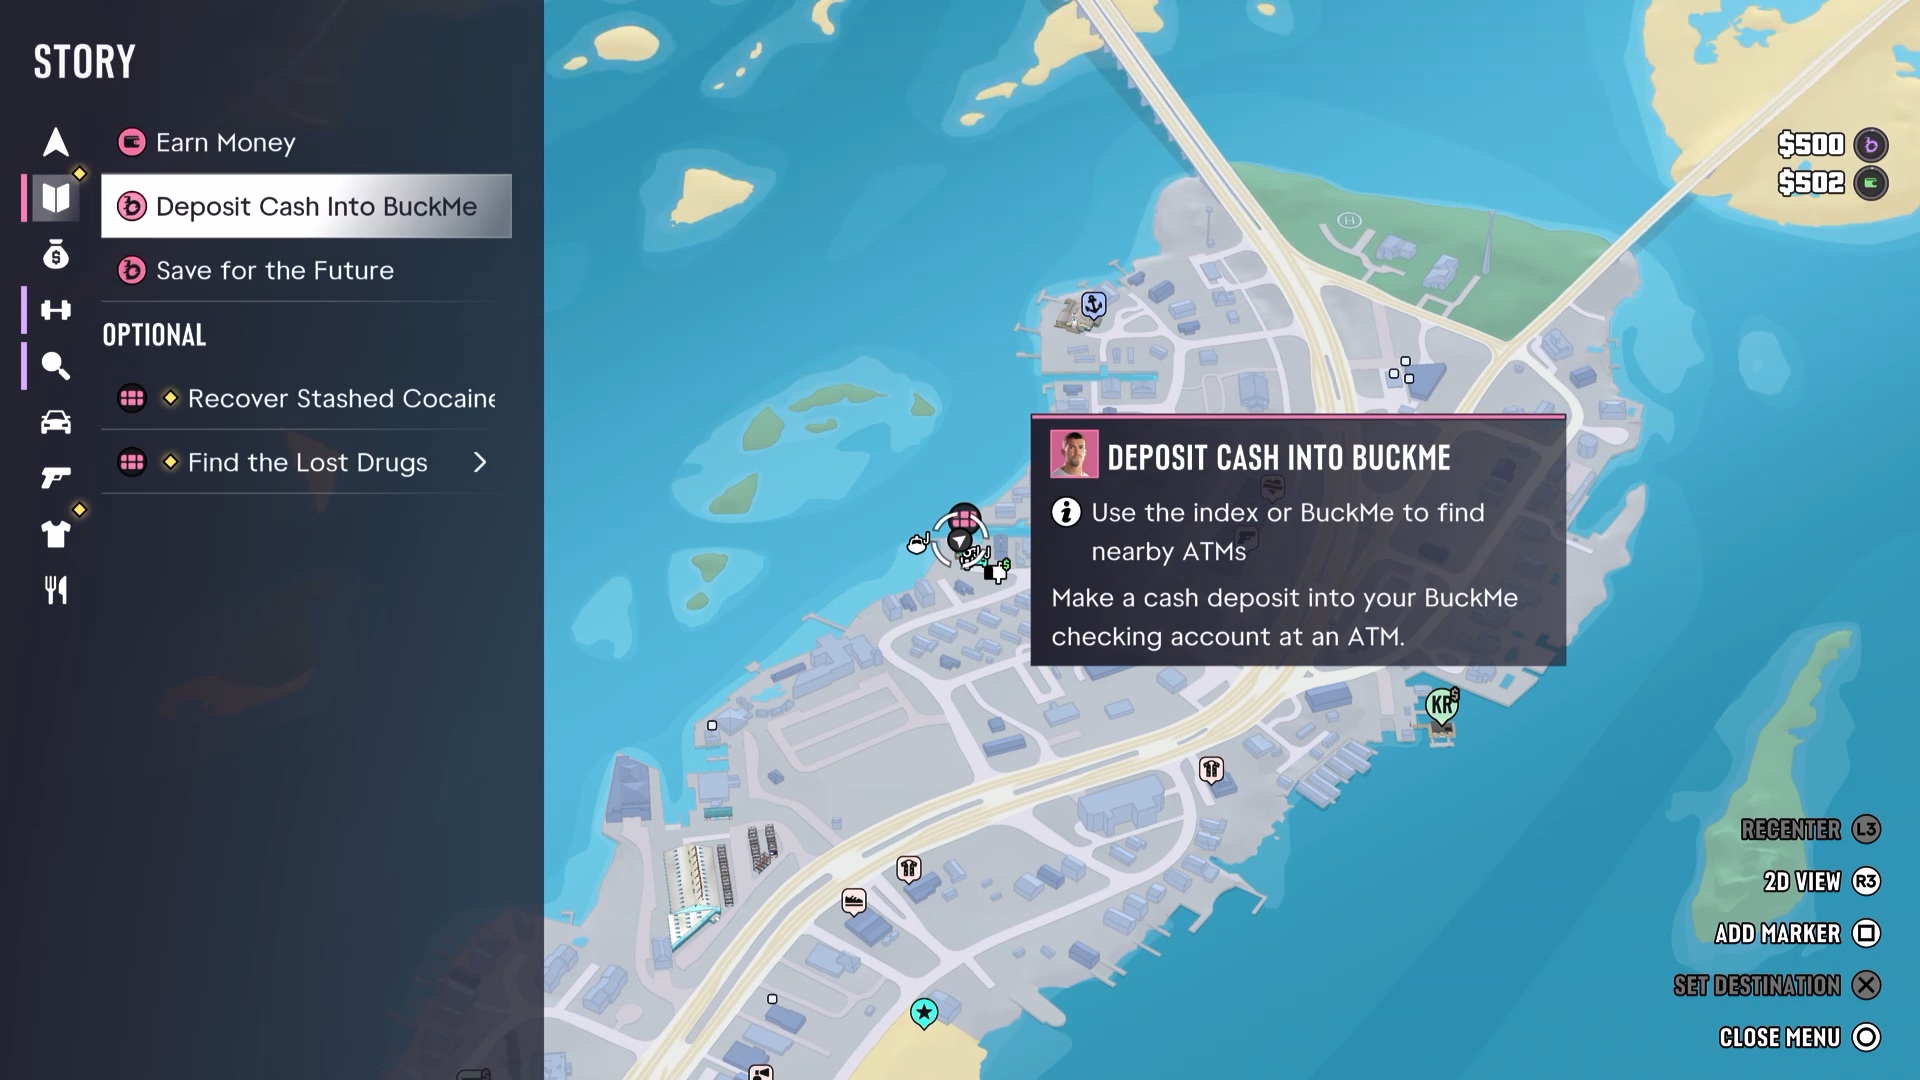 STORY
Earn Money
Deposit Cash Into BuckMe
Save for the Future
OPTIONAL
Recover Stashed Cocaine
Find the Lost Drugs
$500
$502
H
DEPOSIT CASH INTO BUCKME
Use the index or BuckMe to find
nearby ATMs
Make a cash deposit into your BuckMe
checking account at an ATM.
KR
RECENTER L3
2D VIEW R3
ADD MARKER
SET DESTINATION
CLOSE MENU